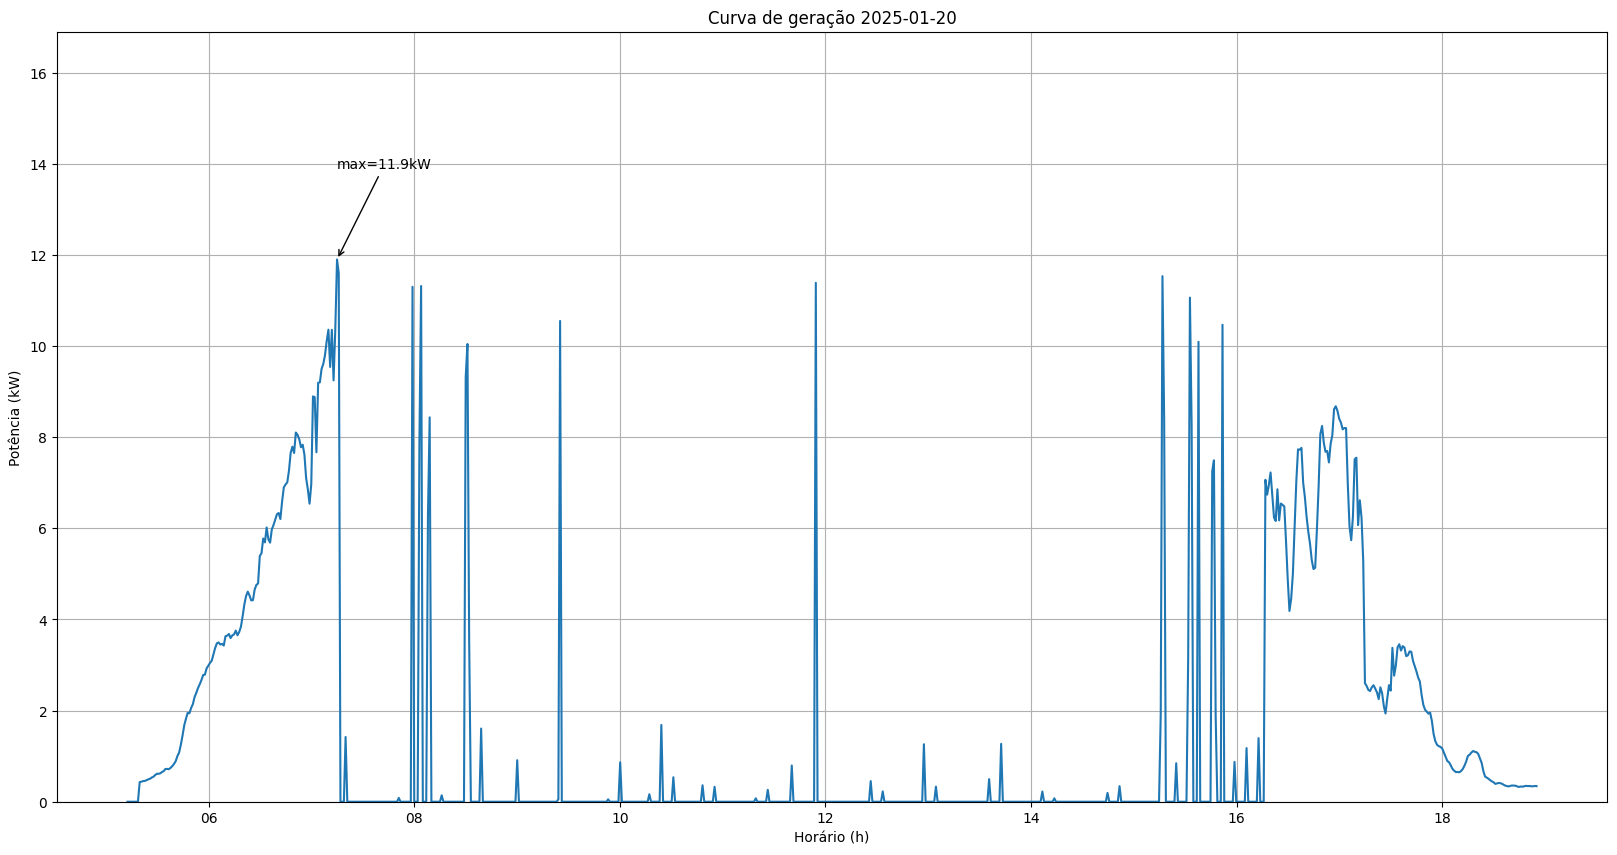 Curva de geração 2025-01-20
16
14
12
10
8
6
4
2
0
Potência (kW)
max=11.9kW
06 08 10 12 14 16 18
Horário (h)